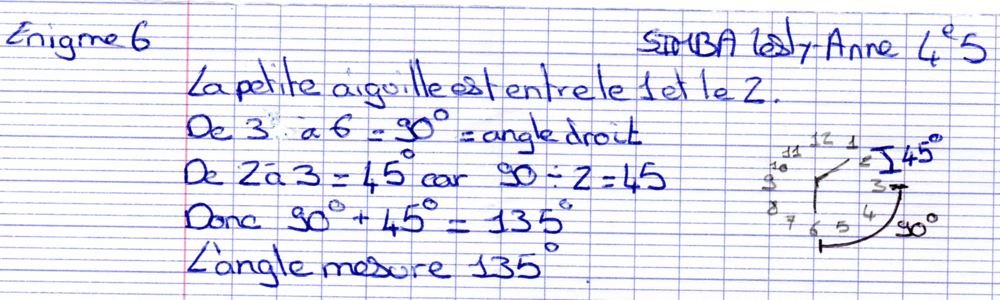 Enigme 6
SIMBA Lesly-Anne 4e5
La petite aiguille est entre le 1 et le 2.
De 3 à 6 = 90° = angle droit
De 2 à 3 = 45° car 90 ÷ 2 = 45
Donc 90° + 45° = 135°
L'angle mesure 135°.
12 1
11 2 45°
10
9 3
8 4
7 6 5 90°